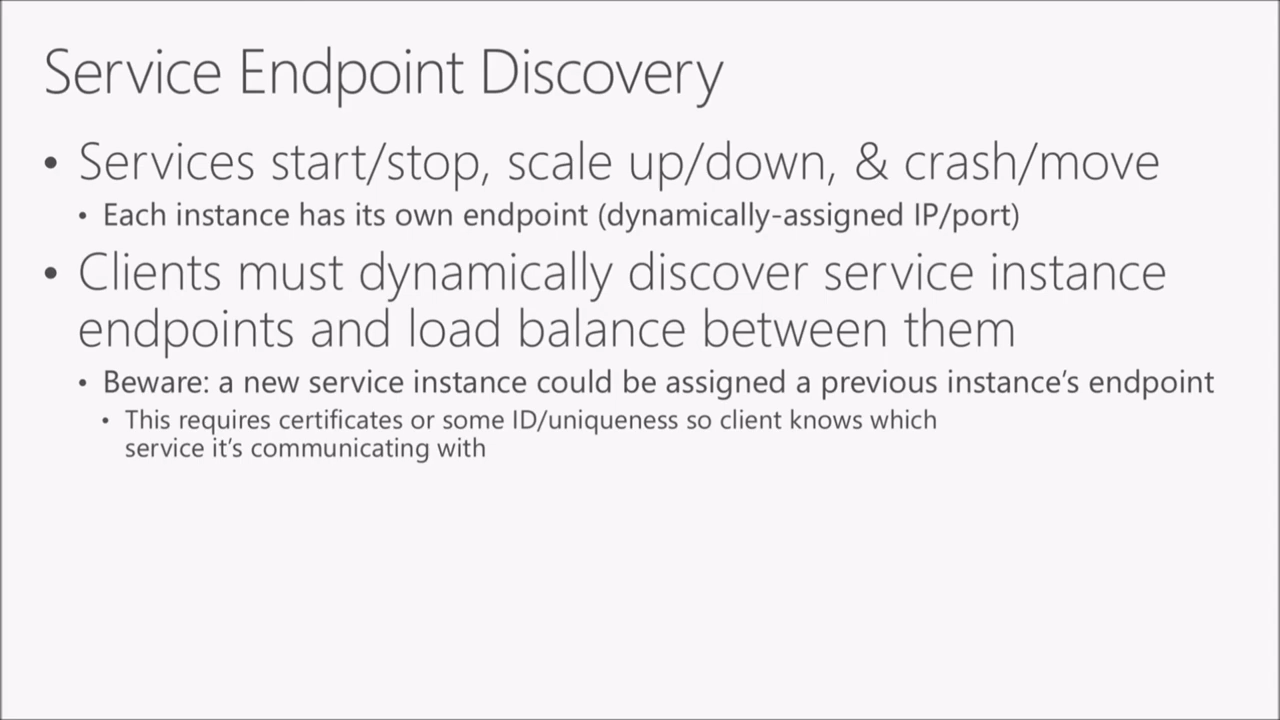 Service Endpoint Discovery
• Services start/stop, scale up/down, & crash/move
• Each instance has its own endpoint (dynamically-assigned IP/port)
• Clients must dynamically discover service instance
endpoints and load balance between them
• Beware: a new service instance could be assigned a previous instance's endpoint
• This requires certificates or some ID/uniqueness so client knows which
service it's communicating with